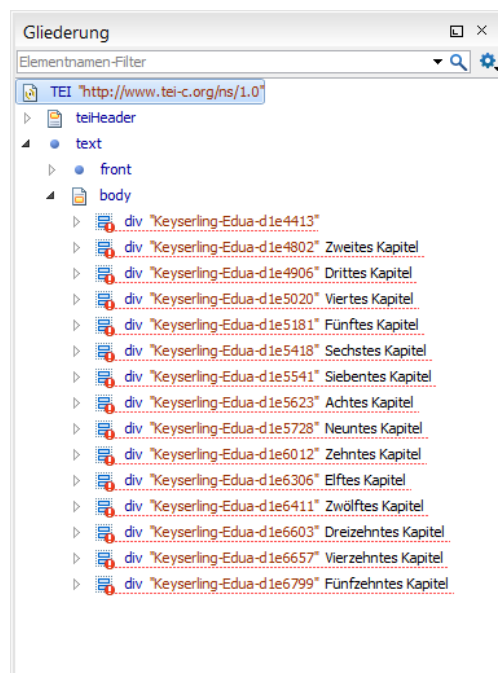 Gliederung
Elementnamen-Filter
TEI "http://www.tei-c.org/ns/1.0"
teiHeader
text
front
body
div "Keyserling-Edua-d1e4413"
div "Keyserling-Edua-d1e4802" Zweites Kapitel
div "Keyserling-Edua-d1e4906" Drittes Kapitel
div "Keyserling-Edua-d1e5020" Viertes Kapitel
div "Keyserling-Edua-d1e5181" Fünftes Kapitel
div "Keyserling-Edua-d1e5418" Sechstes Kapitel
div "Keyserling-Edua-d1e5541" Siebentes Kapitel
div "Keyserling-Edua-d1e5623" Achtes Kapitel
div "Keyserling-Edua-d1e5728" Neuntes Kapitel
div "Keyserling-Edua-d1e6012" Zehntes Kapitel
div "Keyserling-Edua-d1e6306" Elftes Kapitel
div "Keyserling-Edua-d1e6411" Zwölftes Kapitel
div "Keyserling-Edua-d1e6603" Dreizehntes Kapitel
div "Keyserling-Edua-d1e6657" Vierzehntes Kapitel
div "Keyserling-Edua-d1e6799" Fünfzehntes Kapitel